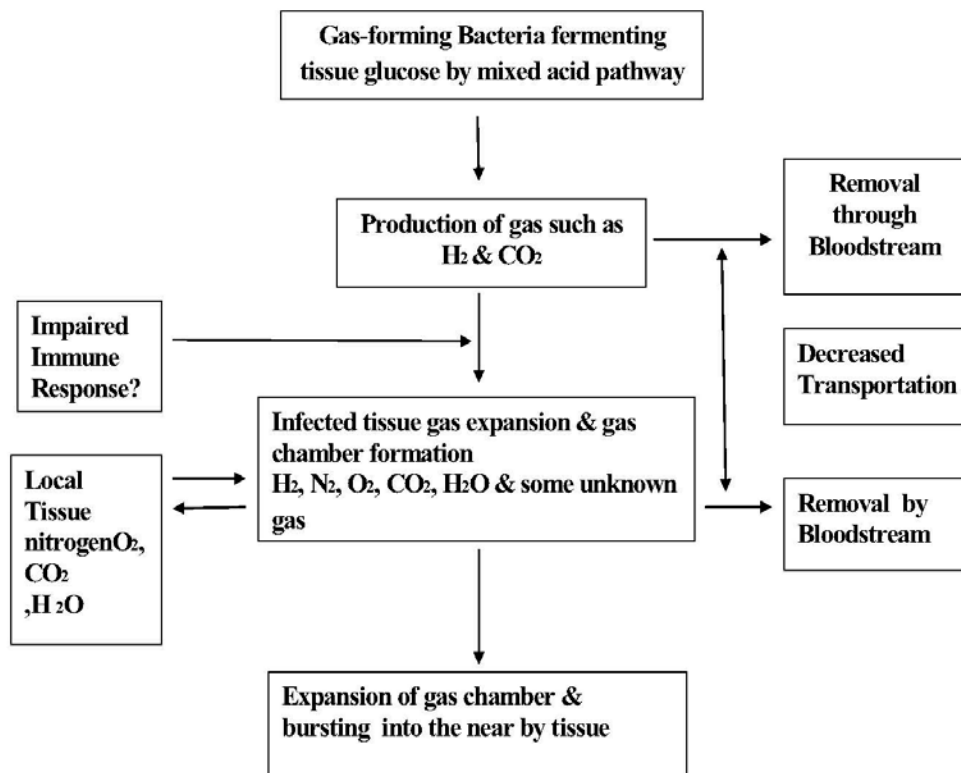 Gas-forming Bacteria fermenting
tissue glucose by mixed acid pathway
Production of gas such as
H₂ & CO₂
Removal
through
Bloodstream
Impaired
Immune
Response?
Decreased
Transportation
Infected tissue gas expansion & gas
chamber formation
H₂, N₂, O₂, CO₂, H₂O & some unknown
gas
Local
Tissue
nitrogenO₂,
CO₂
,H₂O
Removal by
Bloodstream
Expansion of gas chamber &
bursting into the near by tissue